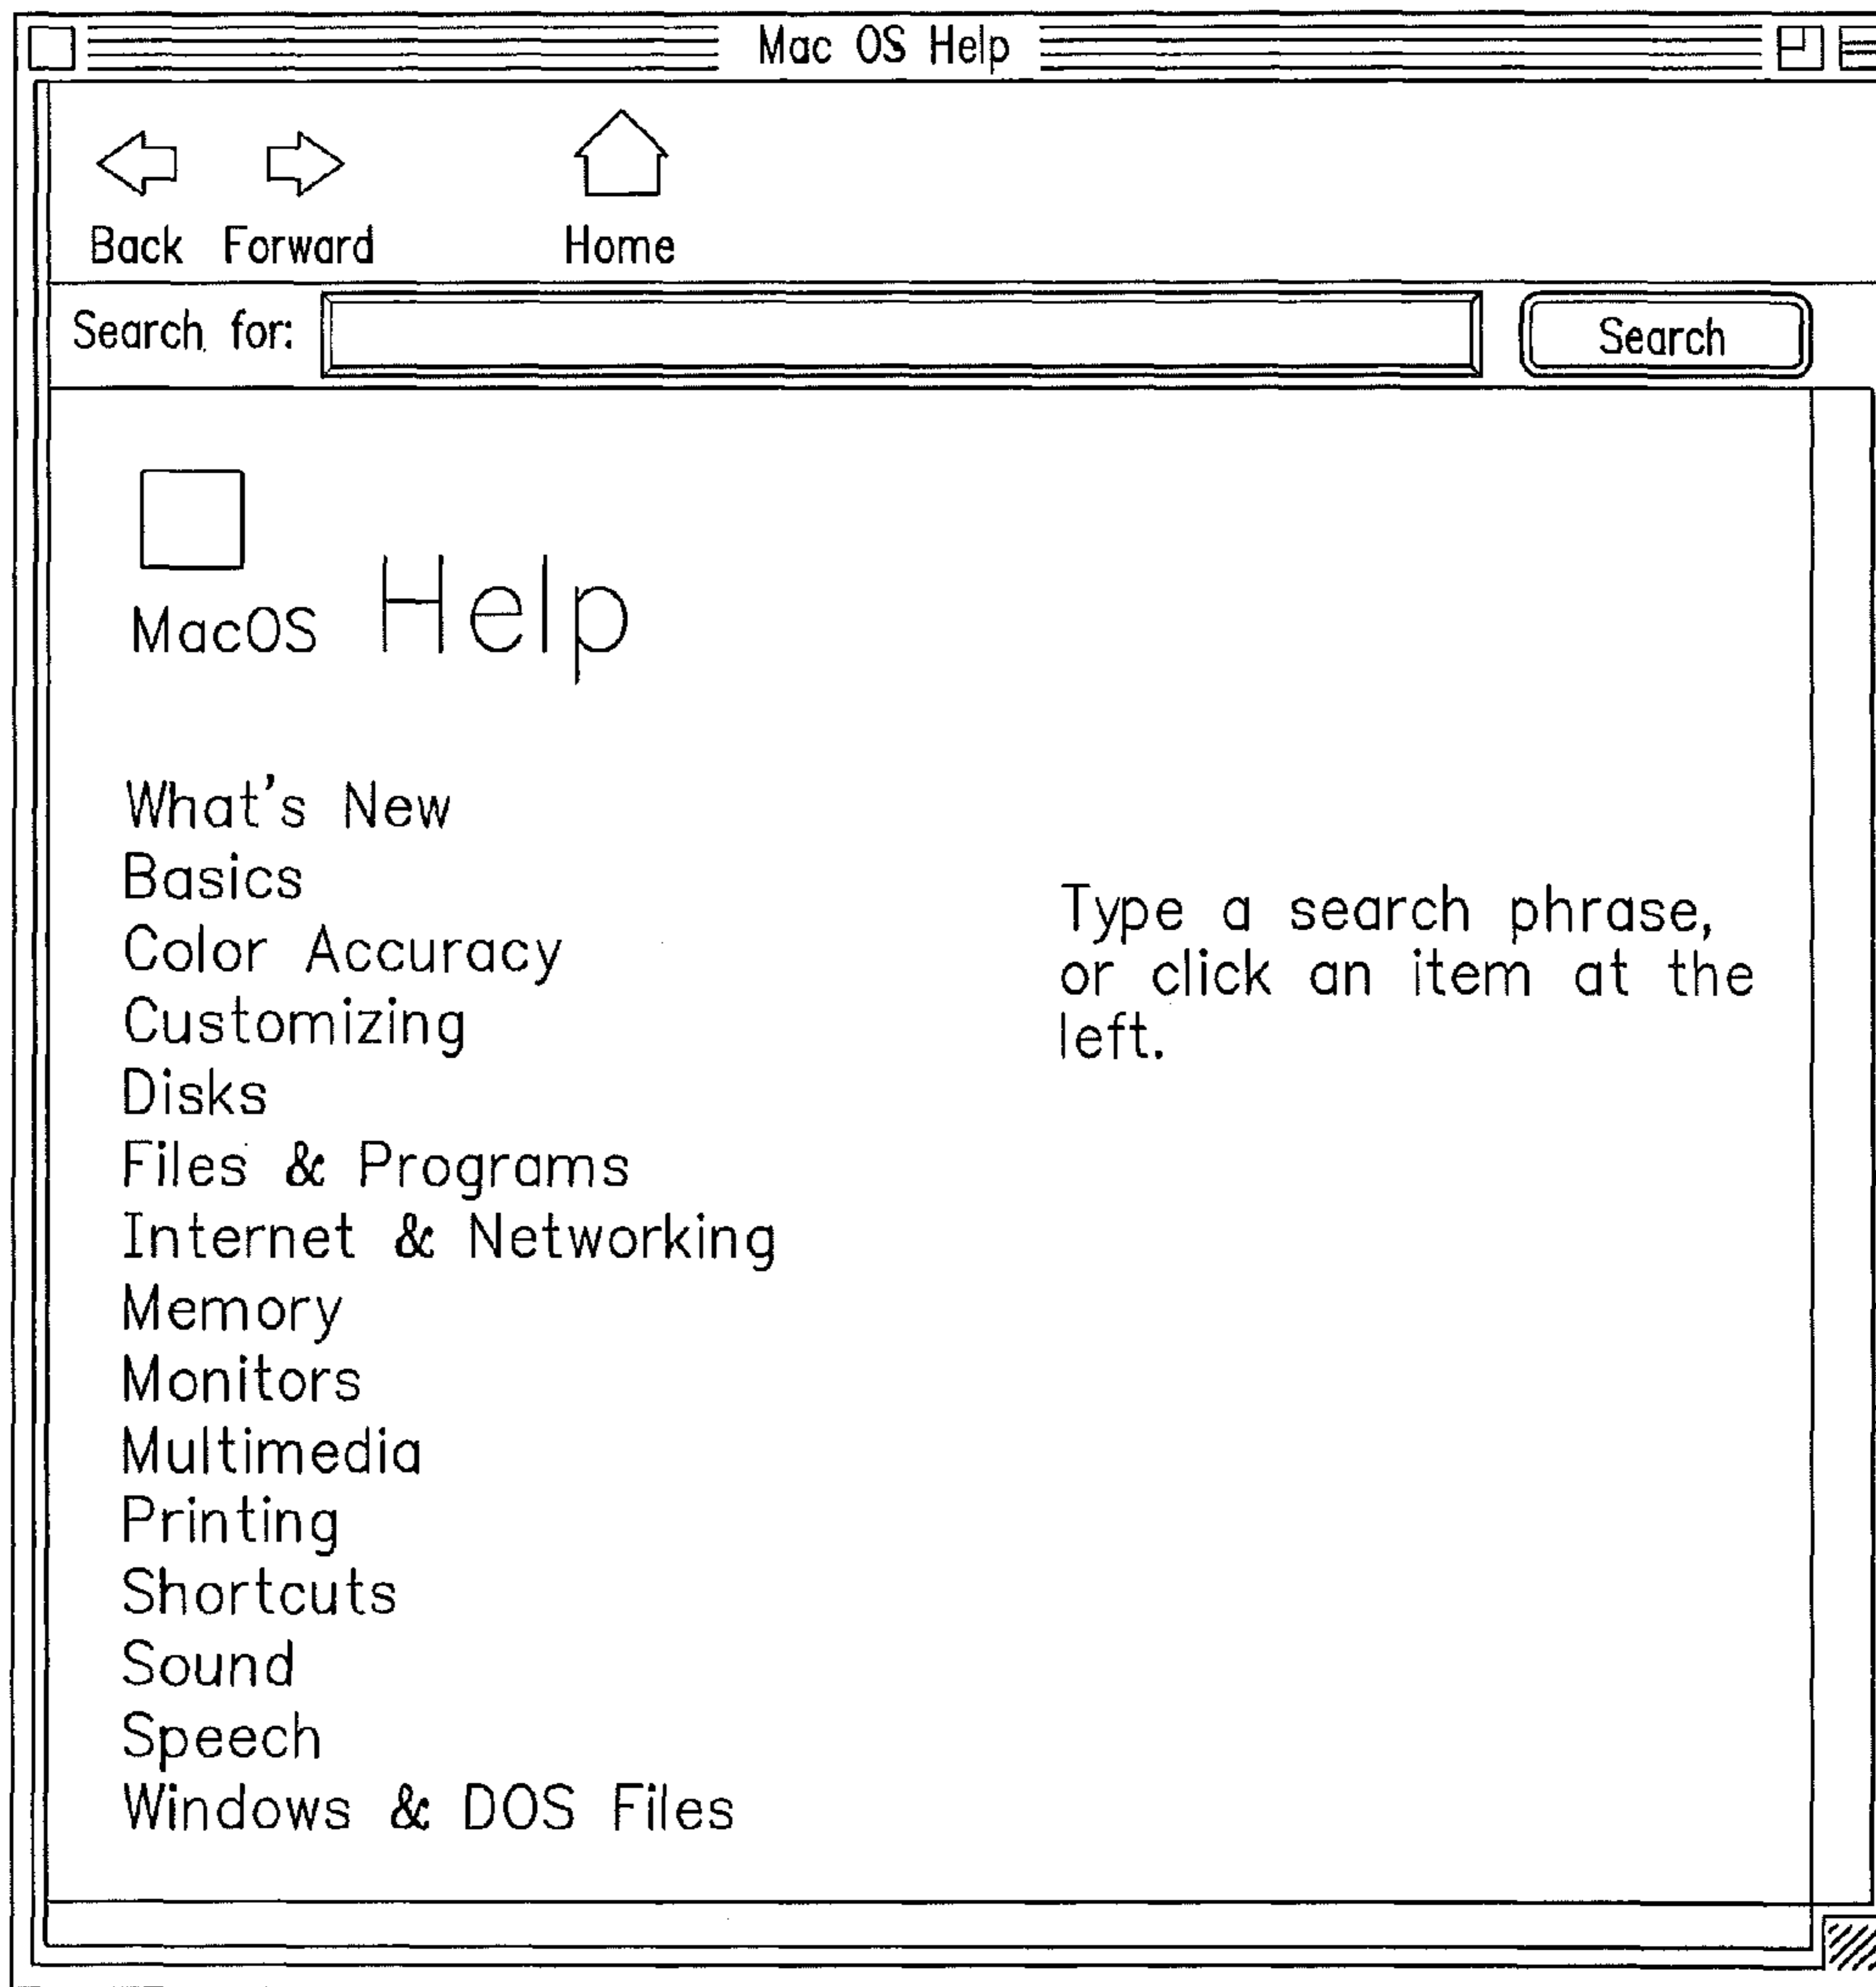 Mac OS Help
Back Forward Home
Search for: Search
MacOS Help
What's New
Basics
Color Accuracy
Customizing
Disks
Files & Programs
Internet & Networking
Memory
Monitors
Multimedia
Printing
Shortcuts
Sound
Speech
Windows & DOS Files
Type a search phrase,
or click an item at the
left.